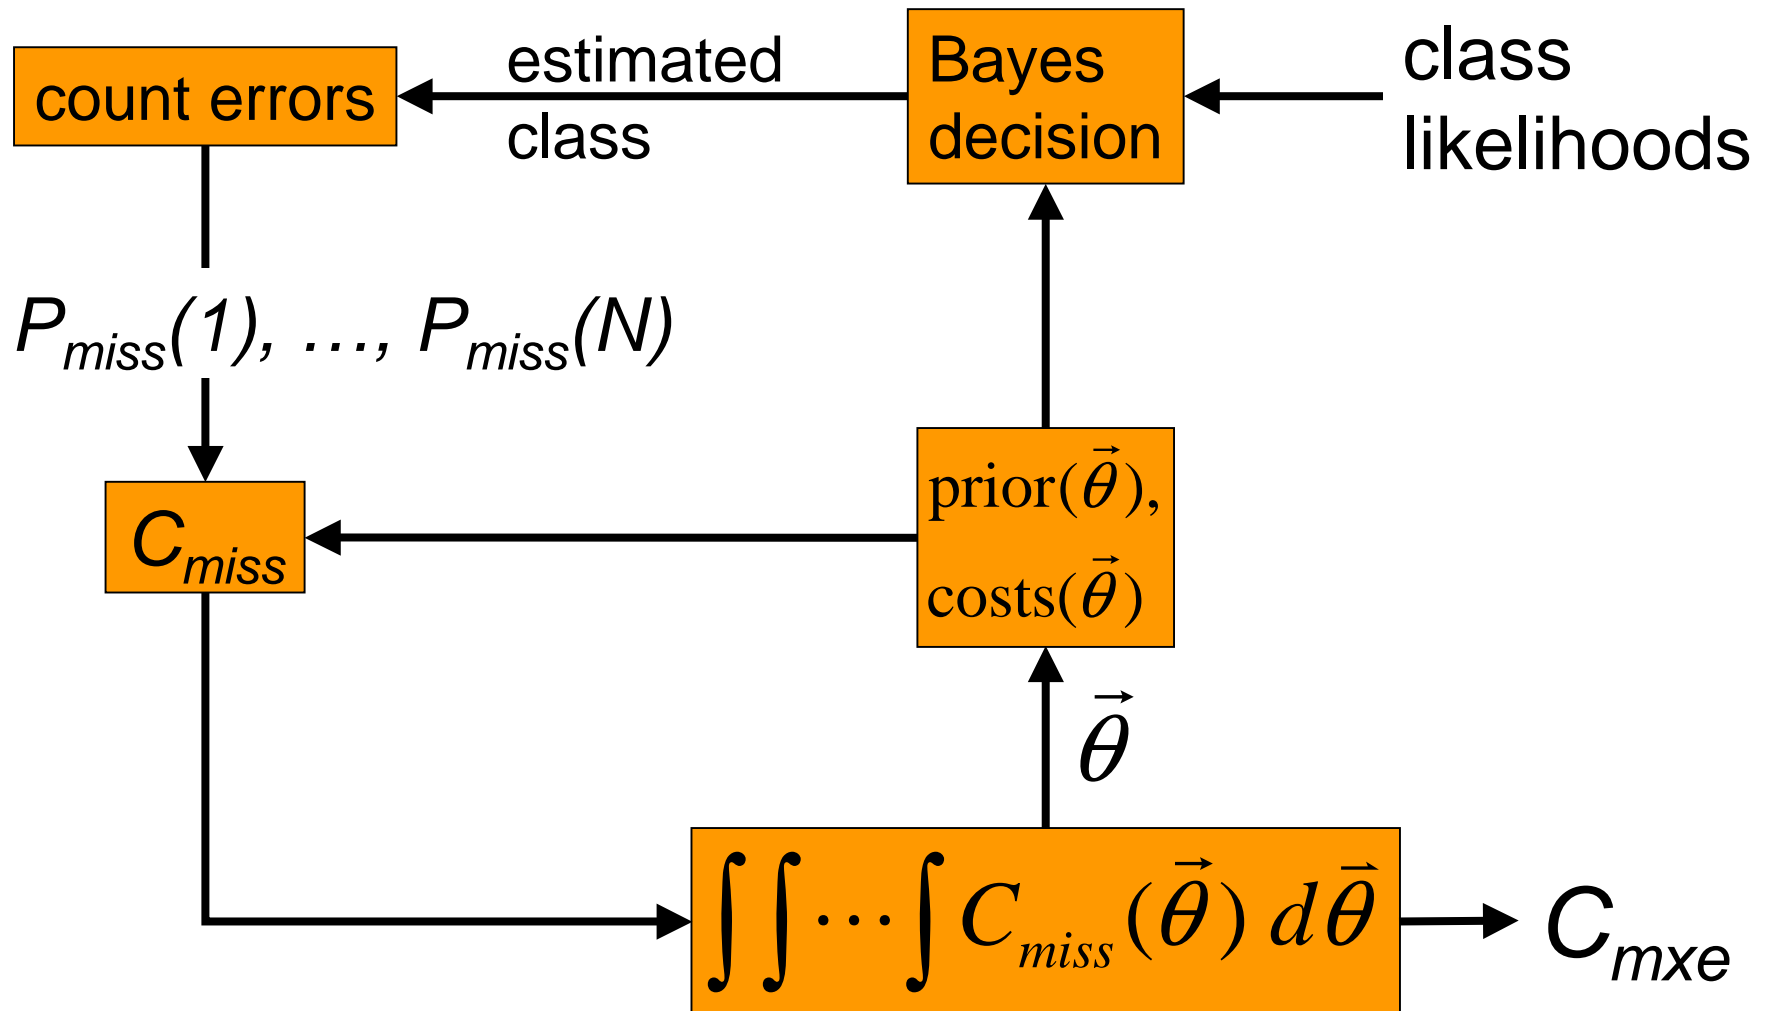 count errors
estimated
class
Bayes
decision
class
likelihoods
P_miss(1), …, P_miss(N)
C_miss
prior(θ⃗),
costs(θ⃗)
θ⃗
∫∫⋯∫ C_miss(θ⃗) dθ⃗
C_mxe